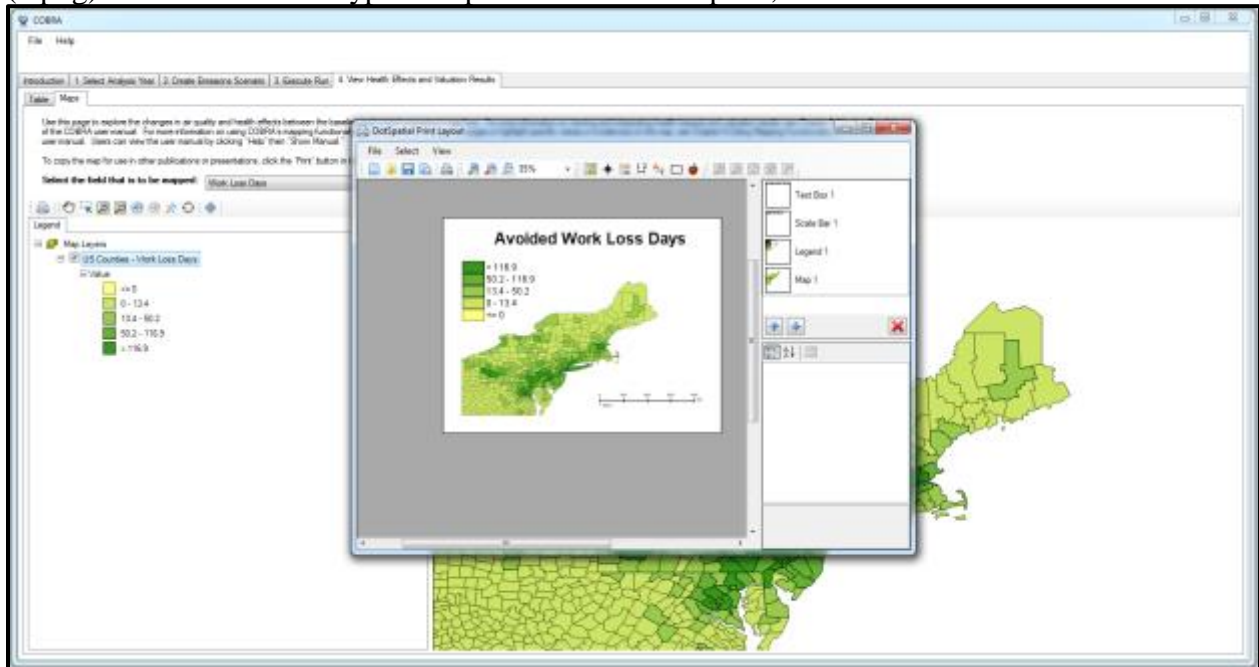 COBRA
File Help
Introduction 1. Select Analysis Year 2. Create Emissions Scenario 3. Execute Run 4. View Health Effects and Valuation Results
Table Maps
Use this page to explore the changes in air quality and health effects between the
of the COBRA user manual. For more information on using COBRA's mapping
user manual. Users can view the user manual by clicking "Help" then "Show Manual."
To copy the map for use in other publications or presentations, click the "Print" button in
Select the field that is to be mapped: Work Loss Days
Legend
Map Layers
US Counties - Work Loss Days
Value
<= 0
0 - 13.4
13.4 - 50.2
50.2 - 116.9
> 116.9
DotSpatial Print Layout
File Select View
35%
Avoided Work Loss Days
50.2 - 118.9
13.4 - 50.2
0 - 13.4
<= 0
Text Box 1
Scale Bar 1
Legend 1
Map 1